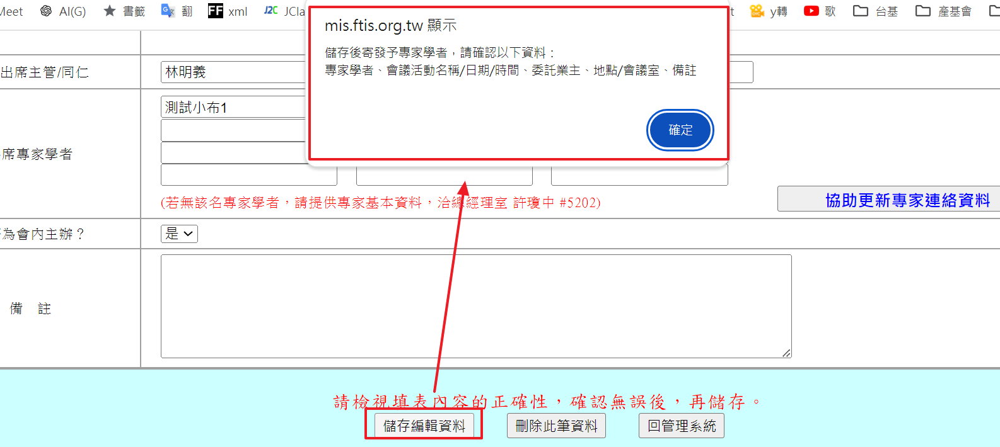 Meet AI(G) 書籤 翻 FF xml J2C JCla t y轉 歌 台基 產基會
mis.ftis.org.tw 顯示
儲存後寄發予專家學者，請確認以下資料：
專家學者、會議活動名稱/日期/時間、委託業主、地點/會議室、備註
確定
出席主管/同仁
林明義
測試小布1
席專家學者
(若無該名專家學者，請提供專家基本資料，洽總經理室 許瓊中 #5202)
協助更新專家連絡資料
為會內主辦？
是
備 註
請檢視填表內容的正確性，確認無誤後，再儲存。
儲存編輯資料 刪除此筆資料 回管理系統